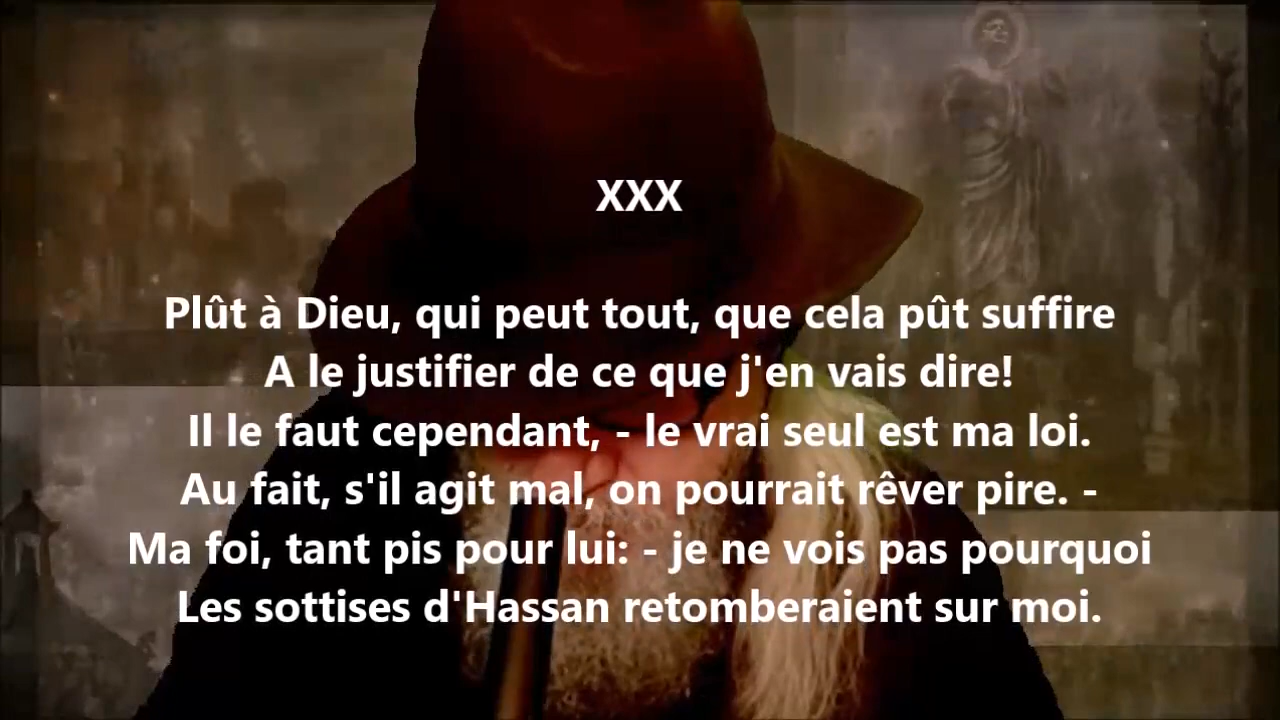 XXX
Plût à Dieu, qui peut tout, que cela pût suffire
A le justifier de ce que j'en vais dire!
Il le faut cependant, - le vrai seul est ma loi.
Au fait, s'il agit mal, on pourrait rêver pire. -
Ma foi, tant pis pour lui: - je ne vois pas pourquoi
Les sottises d'Hassan retomberaient sur moi.